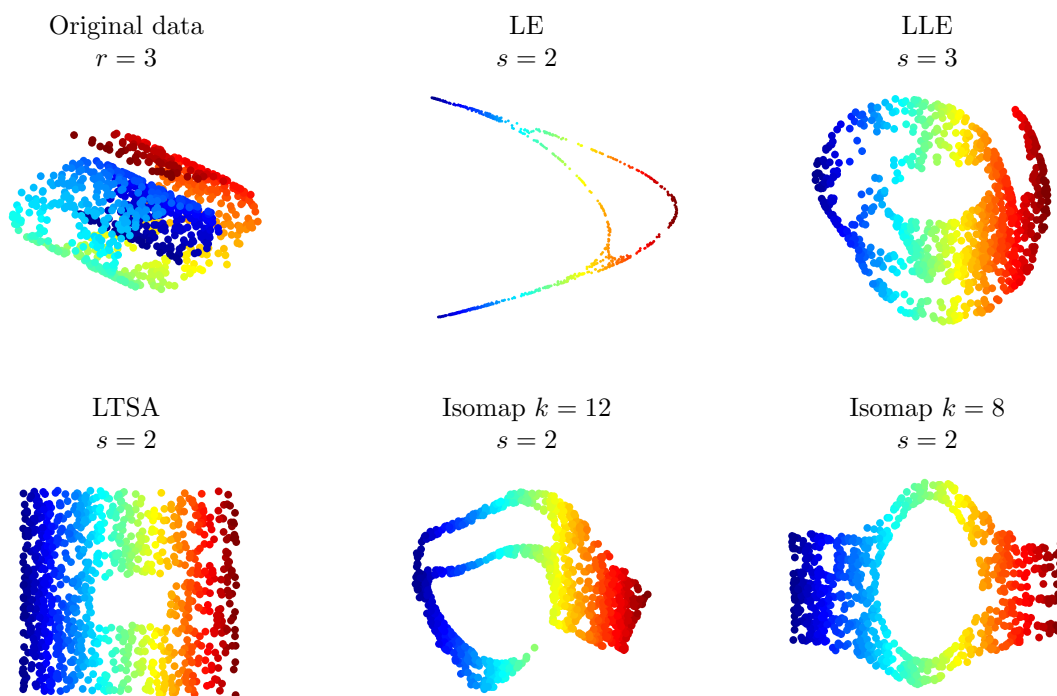 Original data
r = 3
LE
s = 2
LLE
s = 3
LTSA
s = 2
Isomap k = 12
s = 2
Isomap k = 8
s = 2